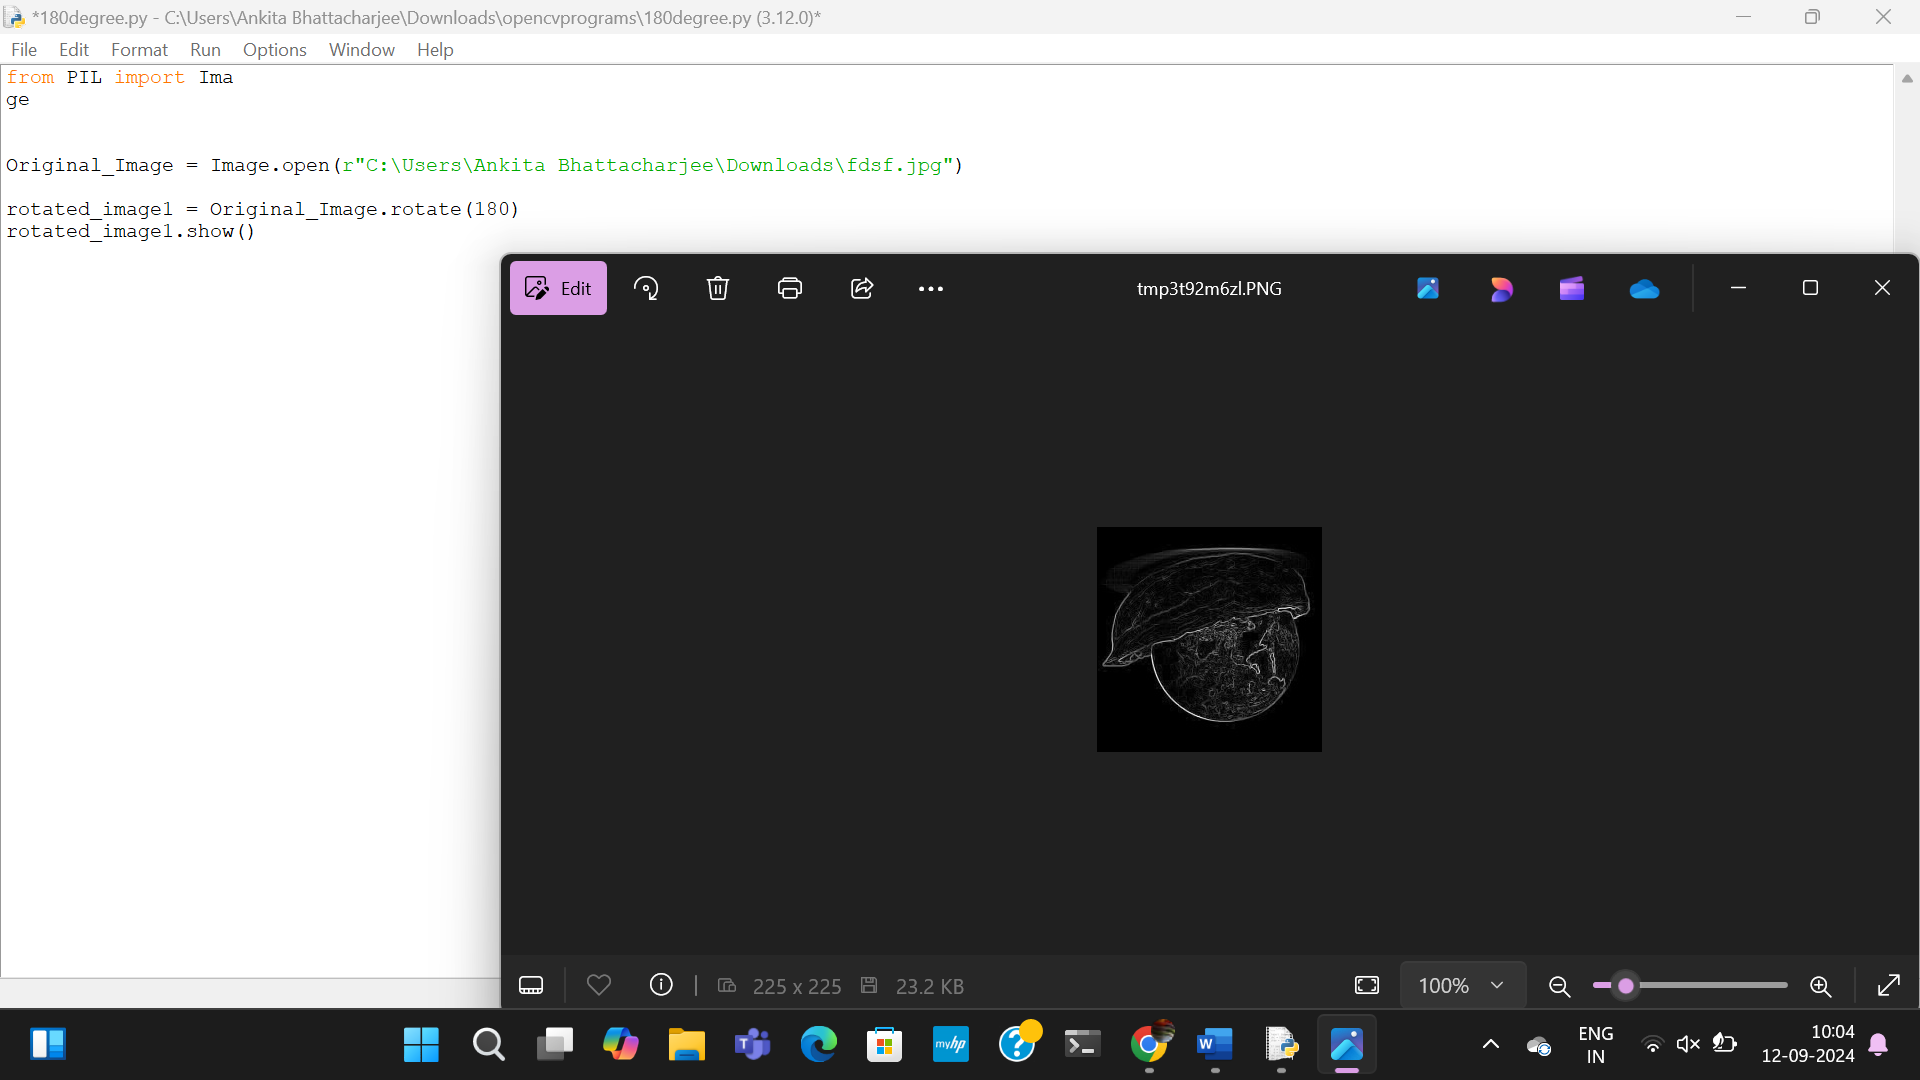 *180degree.py - C:\Users\Ankita Bhattacharjee\Downloads\opencvprograms\180degree.py (3.12.0)*
File Edit Format Run Options Window Help
from PIL import Ima
ge
Original_Image = Image.open(r"C:\Users\Ankita Bhattacharjee\Downloads\fdsf.jpg")
rotated_image1 = Original_Image.rotate(180)
rotated_image1.show()
Edit tmp3t92m6zl.PNG
225 x 225 23.2 KB 100%
myhp
ENG
IN
10:04
12-09-2024